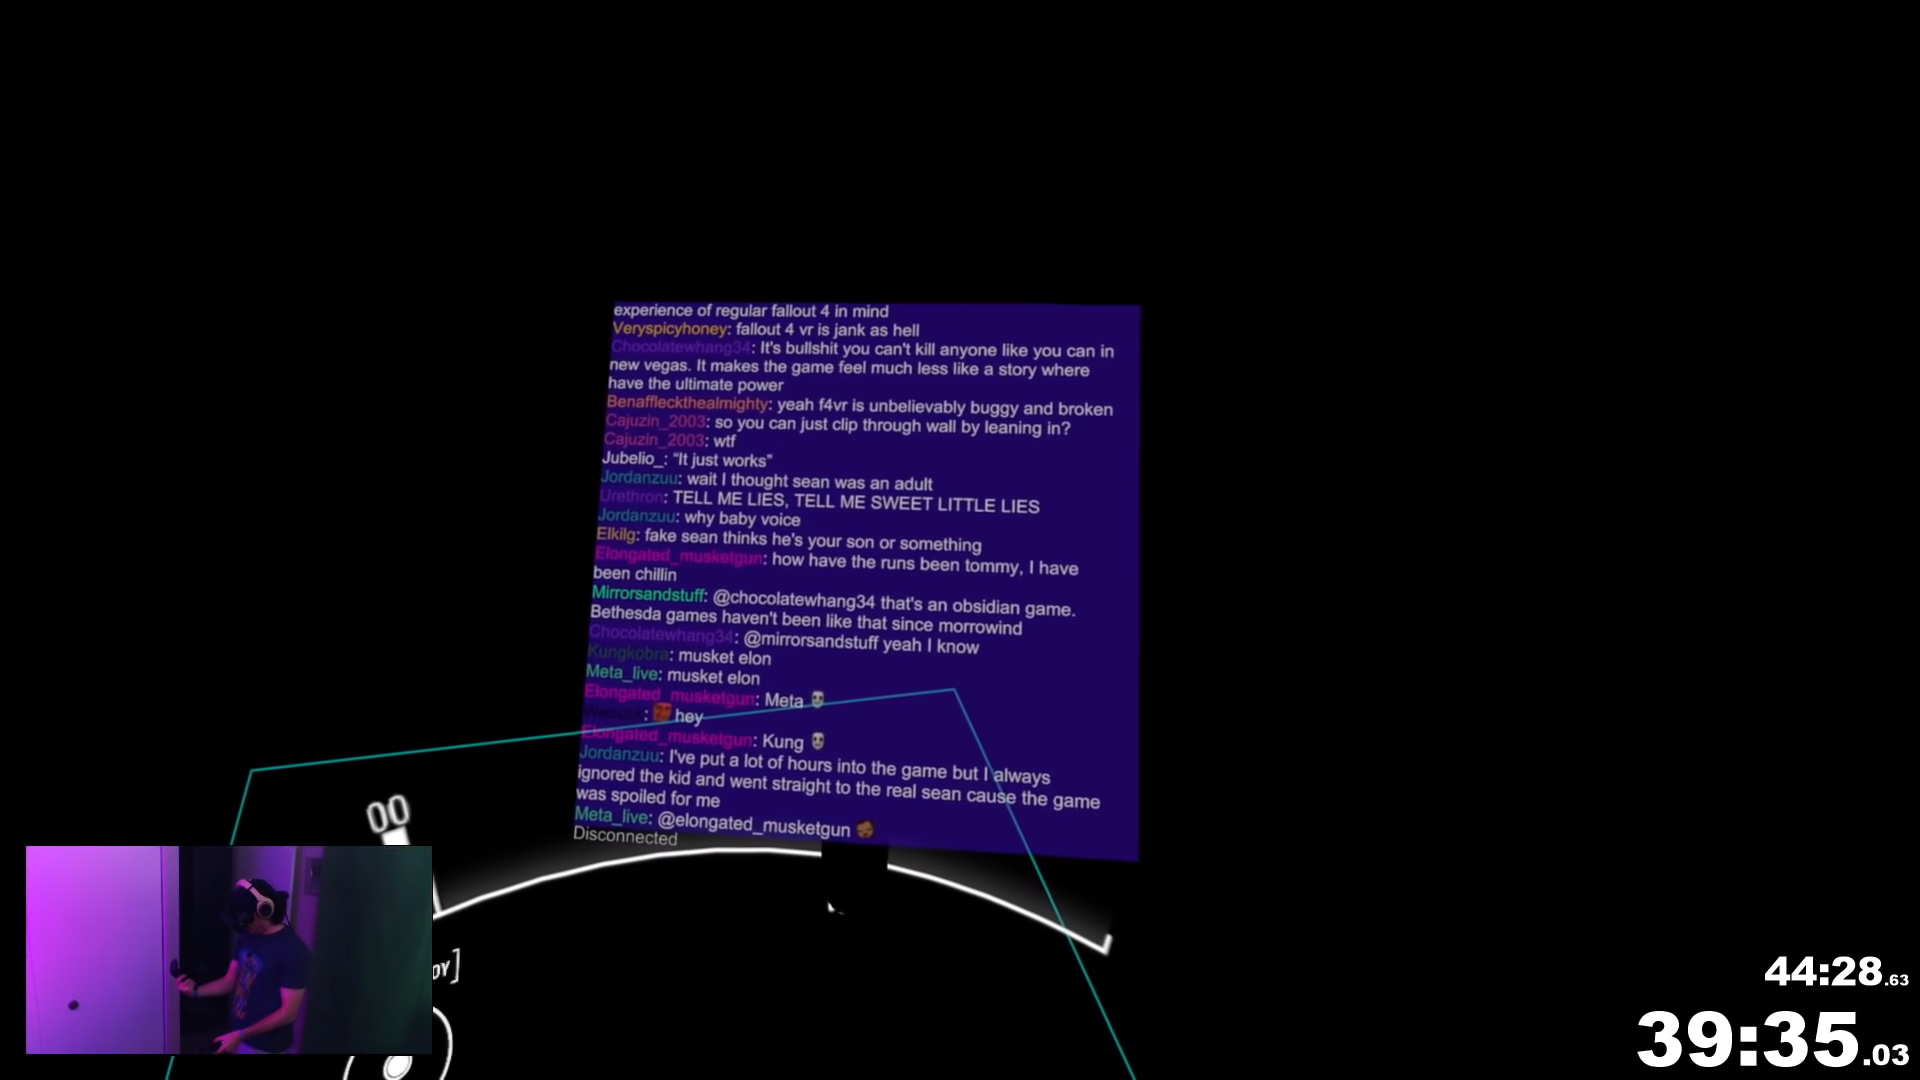 experience of regular fallout 4 in mind
Veryspicyhoney: fallout 4 vr is jank as hell
Chocolatewhang34: It's bullshit you can't kill anyone like you can in
new vegas. It makes the game feel much less like a story where
have the ultimate power
Benaffleckthealmighty: yeah f4vr is unbelievably buggy and broken
Cajuzin_2003: so you can just clip through wall by leaning in?
Cajuzin_2003: wtf
Jubelio_: "It just works"
Jordanzuu: wait I thought sean was an adult
Urethron: TELL ME LIES, TELL ME SWEET LITTLE LIES
Jordanzuu: why baby voice
Elkilg: fake sean thinks he's your son or something
Elongated_musketgun: how have the runs been tommy, I have
been chillin
Mirrorsandstuff: @chocolatewhang34 that's an obsidian game.
Bethesda games haven't been like that since morrowind
Chocolatewhang34: @mirrorsandstuff yeah I know
Kungkobra: musket elon
Meta_live: musket elon
Elongated_musketgun: Meta
: hey
Elongated_musketgun: Kung
Jordanzuu: I've put a lot of hours into the game but I always
ignored the kid and went straight to the real sean cause the game
was spoiled for me
Meta_live: @elongated_musketgun
Disconnected
00
DY]
44:28.63
39:35.03